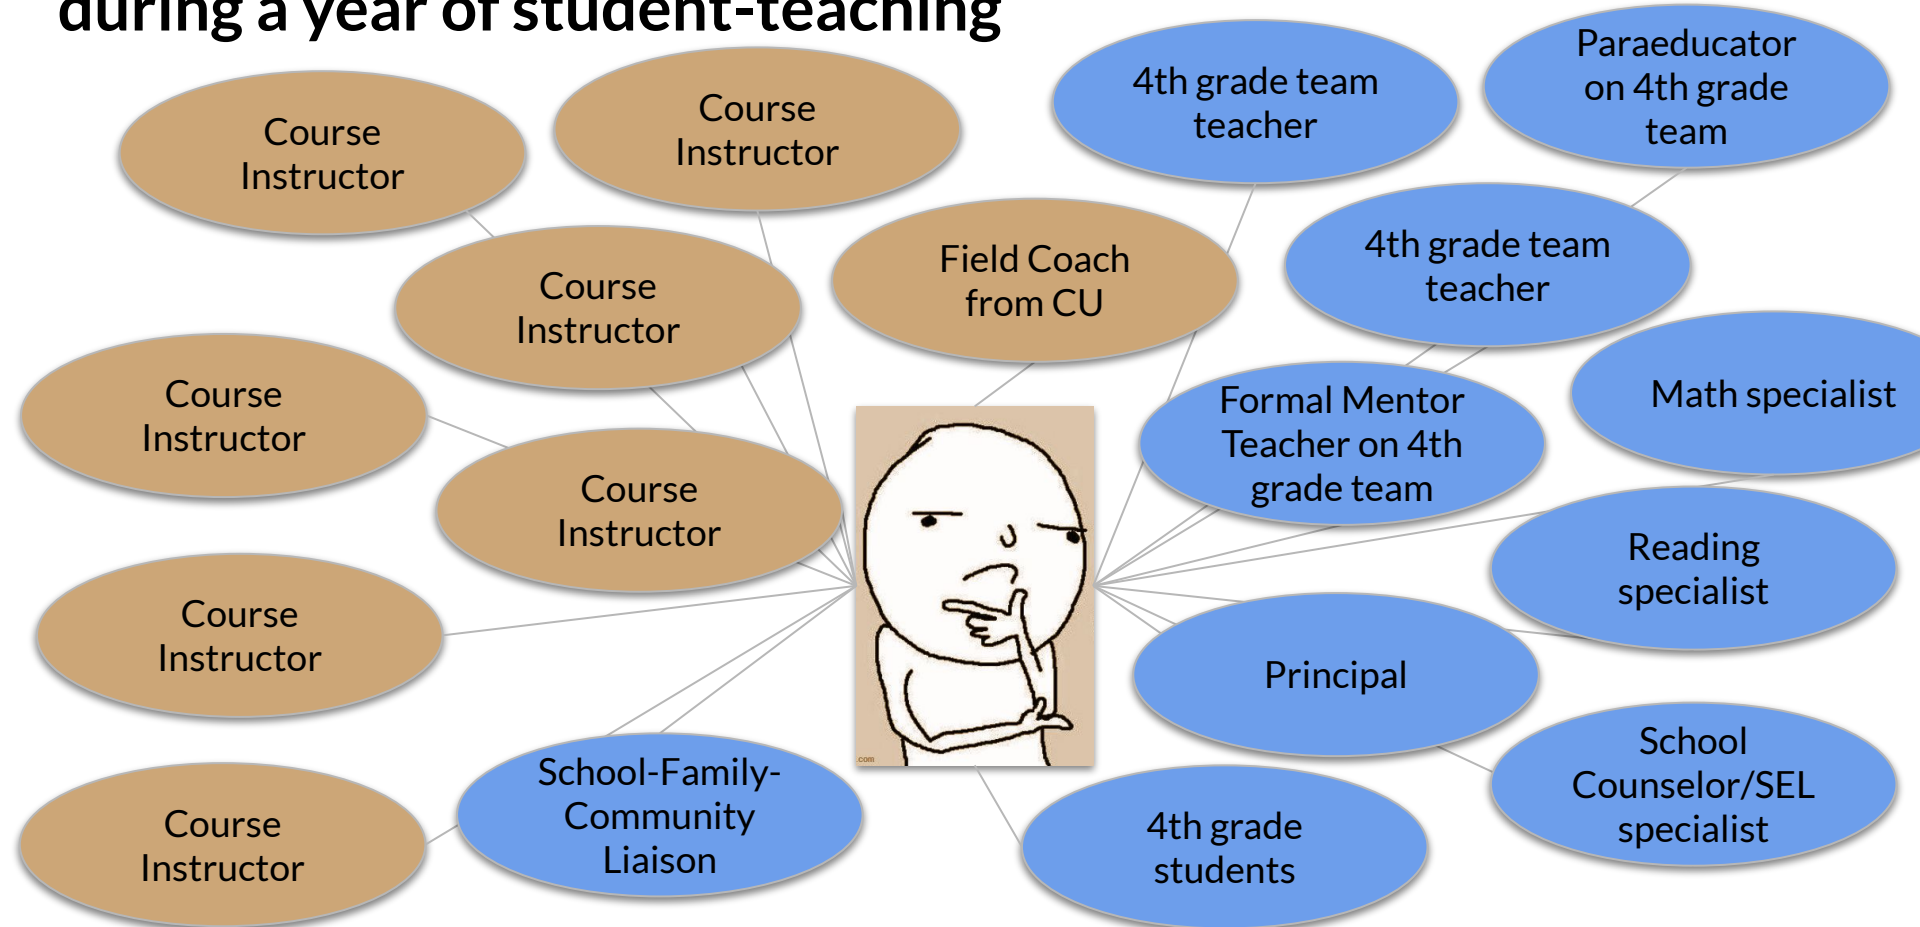 during a year of student-teaching
Course
Instructor
Course
Instructor
4th grade team
teacher
Paraeducator
on 4th grade
team
Course
Instructor
Field Coach
from CU
4th grade team
teacher
Course
Instructor
Formal Mentor
Teacher on 4th
grade team
Math specialist
Course
Instructor
Reading
specialist
Course
Instructor
Principal
School-Family-
Community
Liaison
School
Counselor/SEL
specialist
Course
Instructor
4th grade
students
.com